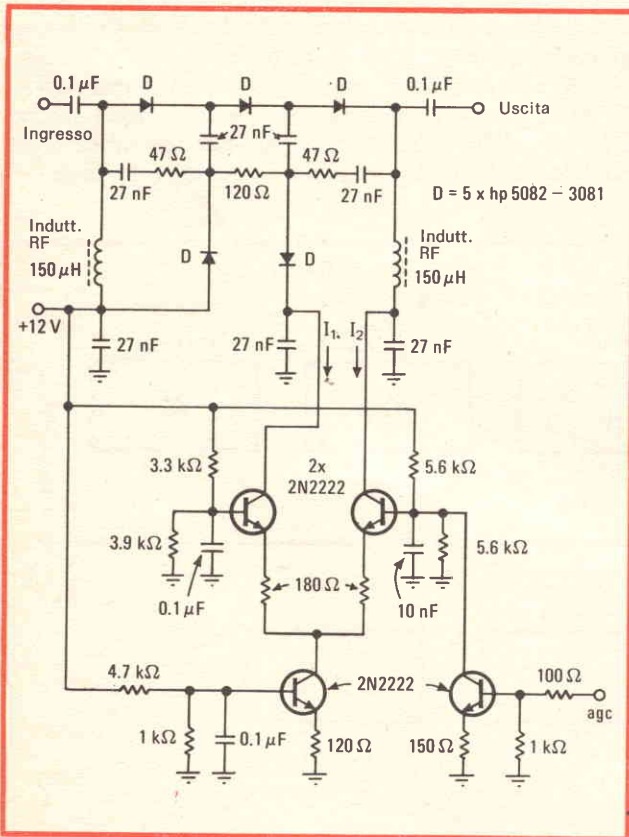 0.1 µF
D
D
D
0.1 µF
Ingresso
Uscita
27 nF
47 Ω
47 Ω
27 nF
120 Ω
27 nF
D = 5 x hp 5082 – 3081
Indutt.
RF
150 µH
D
D
Indutt.
RF
150 µH
+12 V
27 nF
27 nF
I₁,
I₂
27 nF
3.3 kΩ
2x
2N2222
5.6 kΩ
3.9 kΩ
5.6 kΩ
0.1 µF
180 Ω
10 nF
4.7 kΩ
2N2222
100 Ω
agc
1 kΩ
0.1 µF
120 Ω
150 Ω
1 kΩ